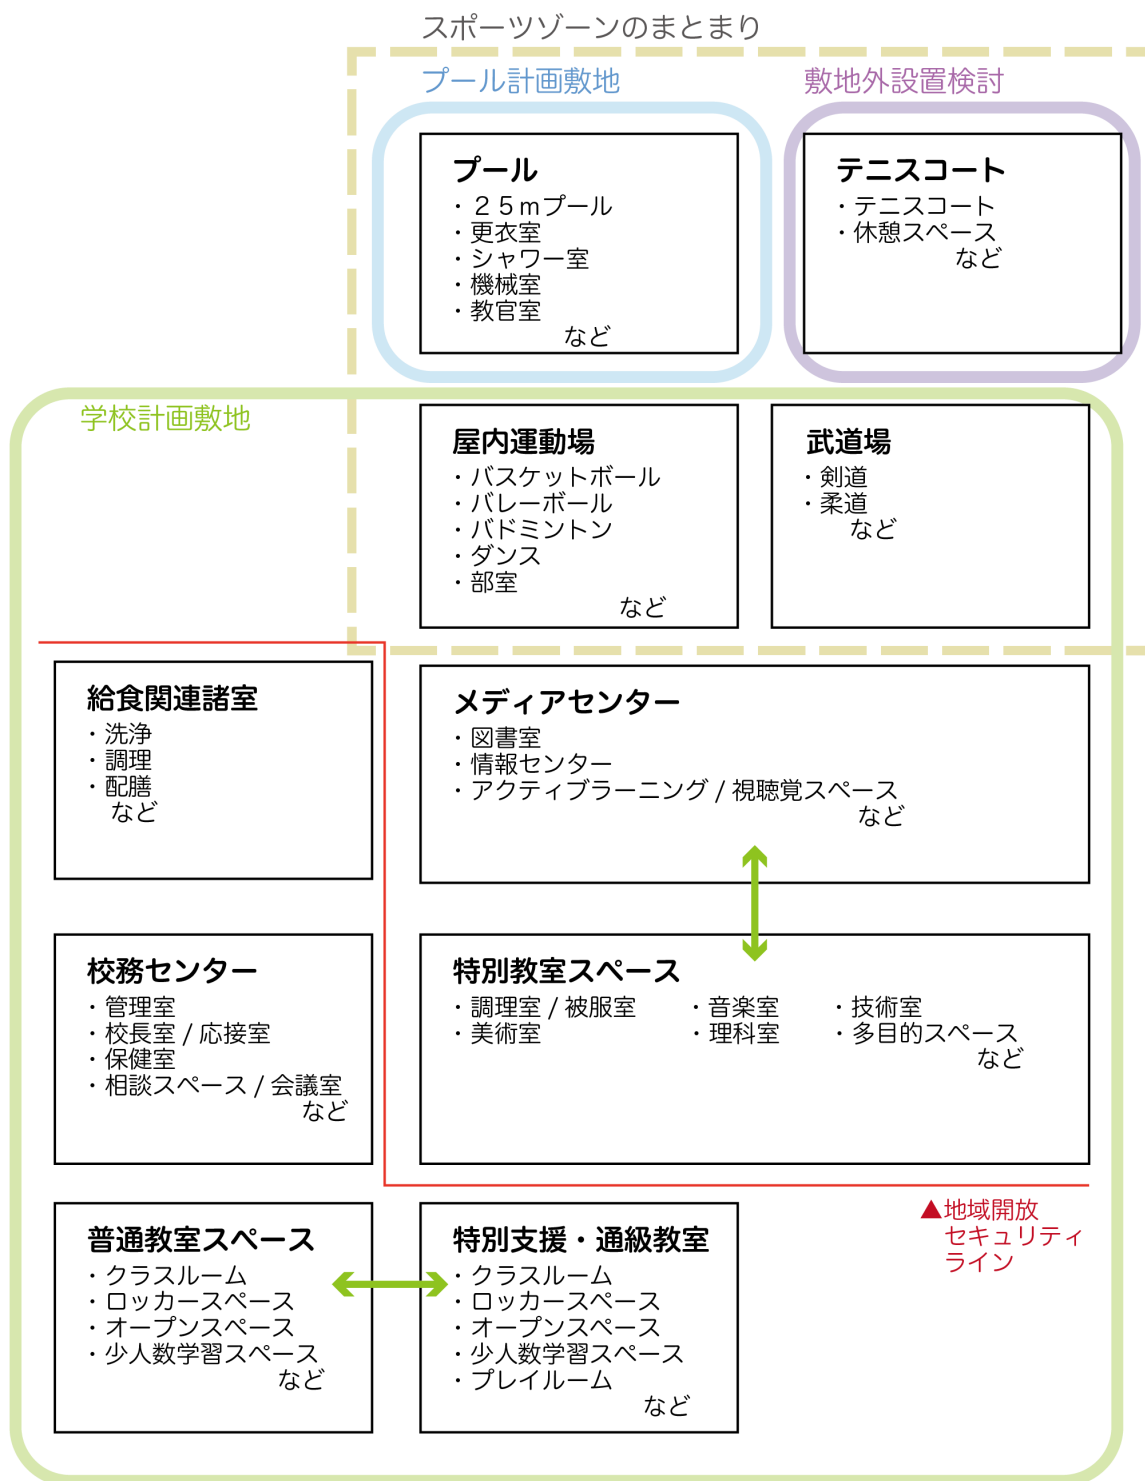 スポーツゾーンのまとまり
プール計画敷地
敷地外設置検討
プール
・２５ｍプール
・更衣室
・シャワー室
・機械室
・教官室
など
テニスコート
・テニスコート
・休憩スペース
など
学校計画敷地
屋内運動場
・バスケットボール
・バレーボール
・バドミントン
・ダンス
・部室
など
武道場
・剣道
・柔道
など
給食関連諸室
・洗浄
・調理
・配膳
など
メディアセンター
・図書室
・情報センター
・アクティブラーニング / 視聴覚スペース
など
校務センター
・管理室
・校長室 / 応接室
・保健室
・相談スペース / 会議室
など
特別教室スペース
・調理室 / 被服室 ・音楽室 ・技術室
・美術室 ・理科室 ・多目的スペース
など
▲地域開放
セキュリティ
ライン
普通教室スペース
・クラスルーム
・ロッカースペース
・オープンスペース
・少人数学習スペース
など
特別支援・通級教室
・クラスルーム
・ロッカースペース
・オープンスペース
・少人数学習スペース
・プレイルーム
など